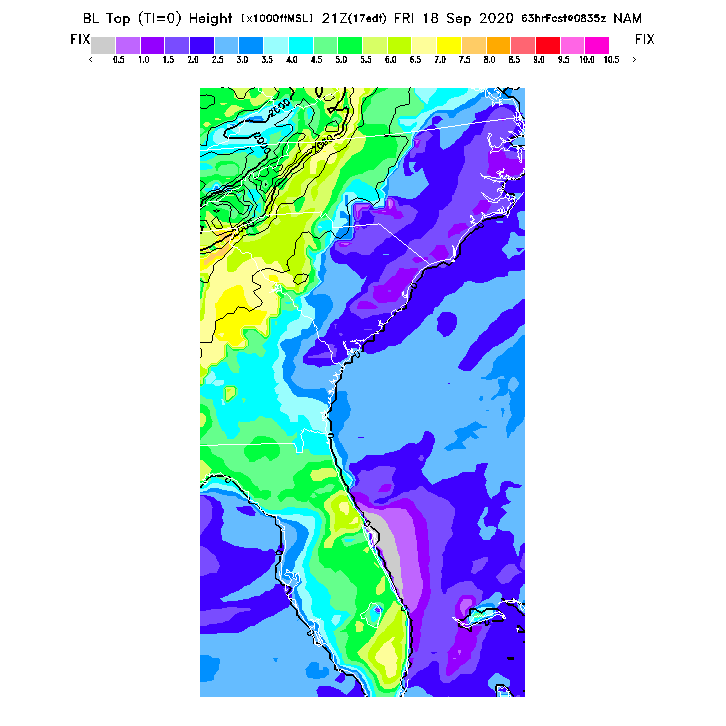 BL Top (TI=0) Height [x1000ftMSL] 21Z(17edt) FRI 18 Sep 2020 63hrFcst@0835z NAM
FIX FIX
< 0.5 1.0 1.5 2.0 2.5 3.0 3.5 4.0 4.5 5.0 5.5 6.0 6.5 7.0 7.5 8.0 8.5 9.0 9.5 10.0 10.5 >
2000
2000
2000